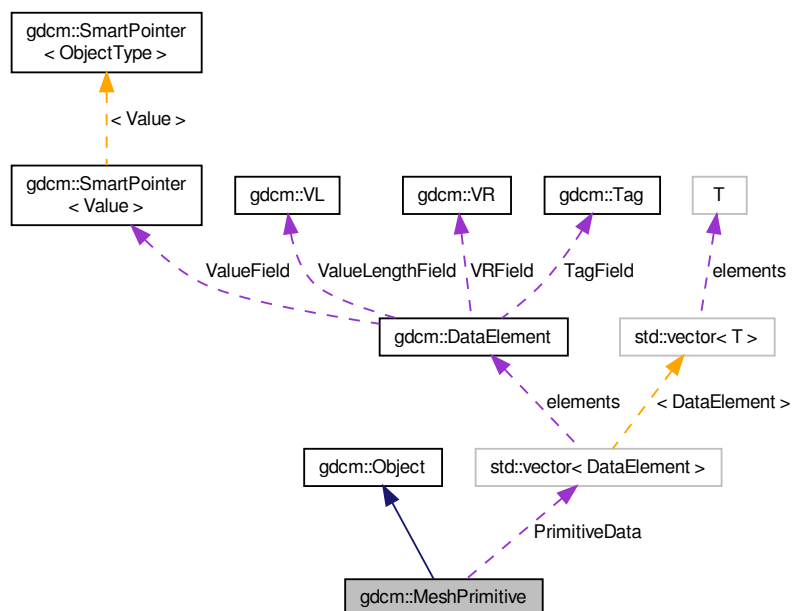 gdcm::SmartPointer
< ObjectType >
< Value >
gdcm::SmartPointer
< Value >
gdcm::VL
gdcm::VR
gdcm::Tag
T
ValueField
ValueLengthField
VRField
TagField
elements
gdcm::DataElement
std::vector< T >
elements
< DataElement >
gdcm::Object
std::vector< DataElement >
PrimitiveData
gdcm::MeshPrimitive